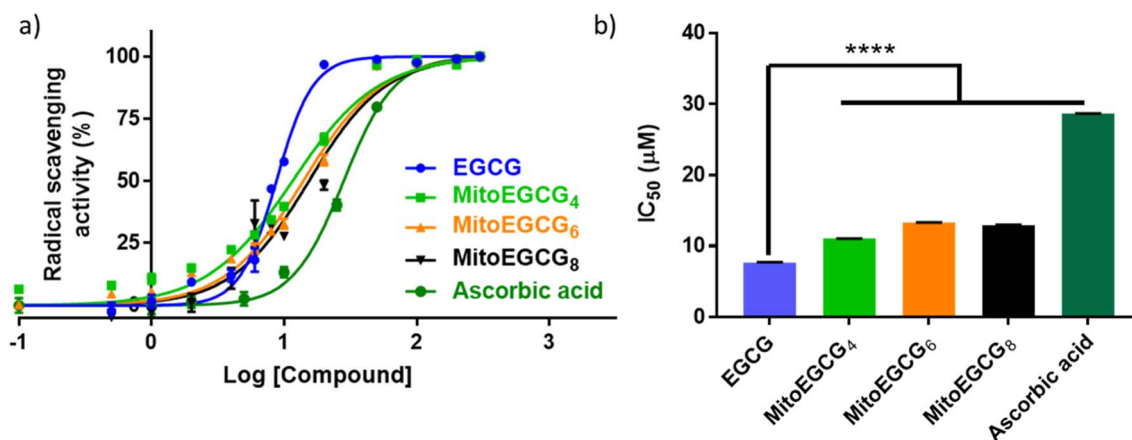 a)
Radical scavenging
activity (%)
100
75
50
25
-1
0
1
2
3
Log [Compound]
EGCG
MitoEGCG₄
MitoEGCG₆
MitoEGCG₈
Ascorbic acid
b)
****
IC₅₀ (µM)
40
30
20
10
0
EGCG
MitoEGCG₄
MitoEGCG₆
MitoEGCG₈
Ascorbic acid